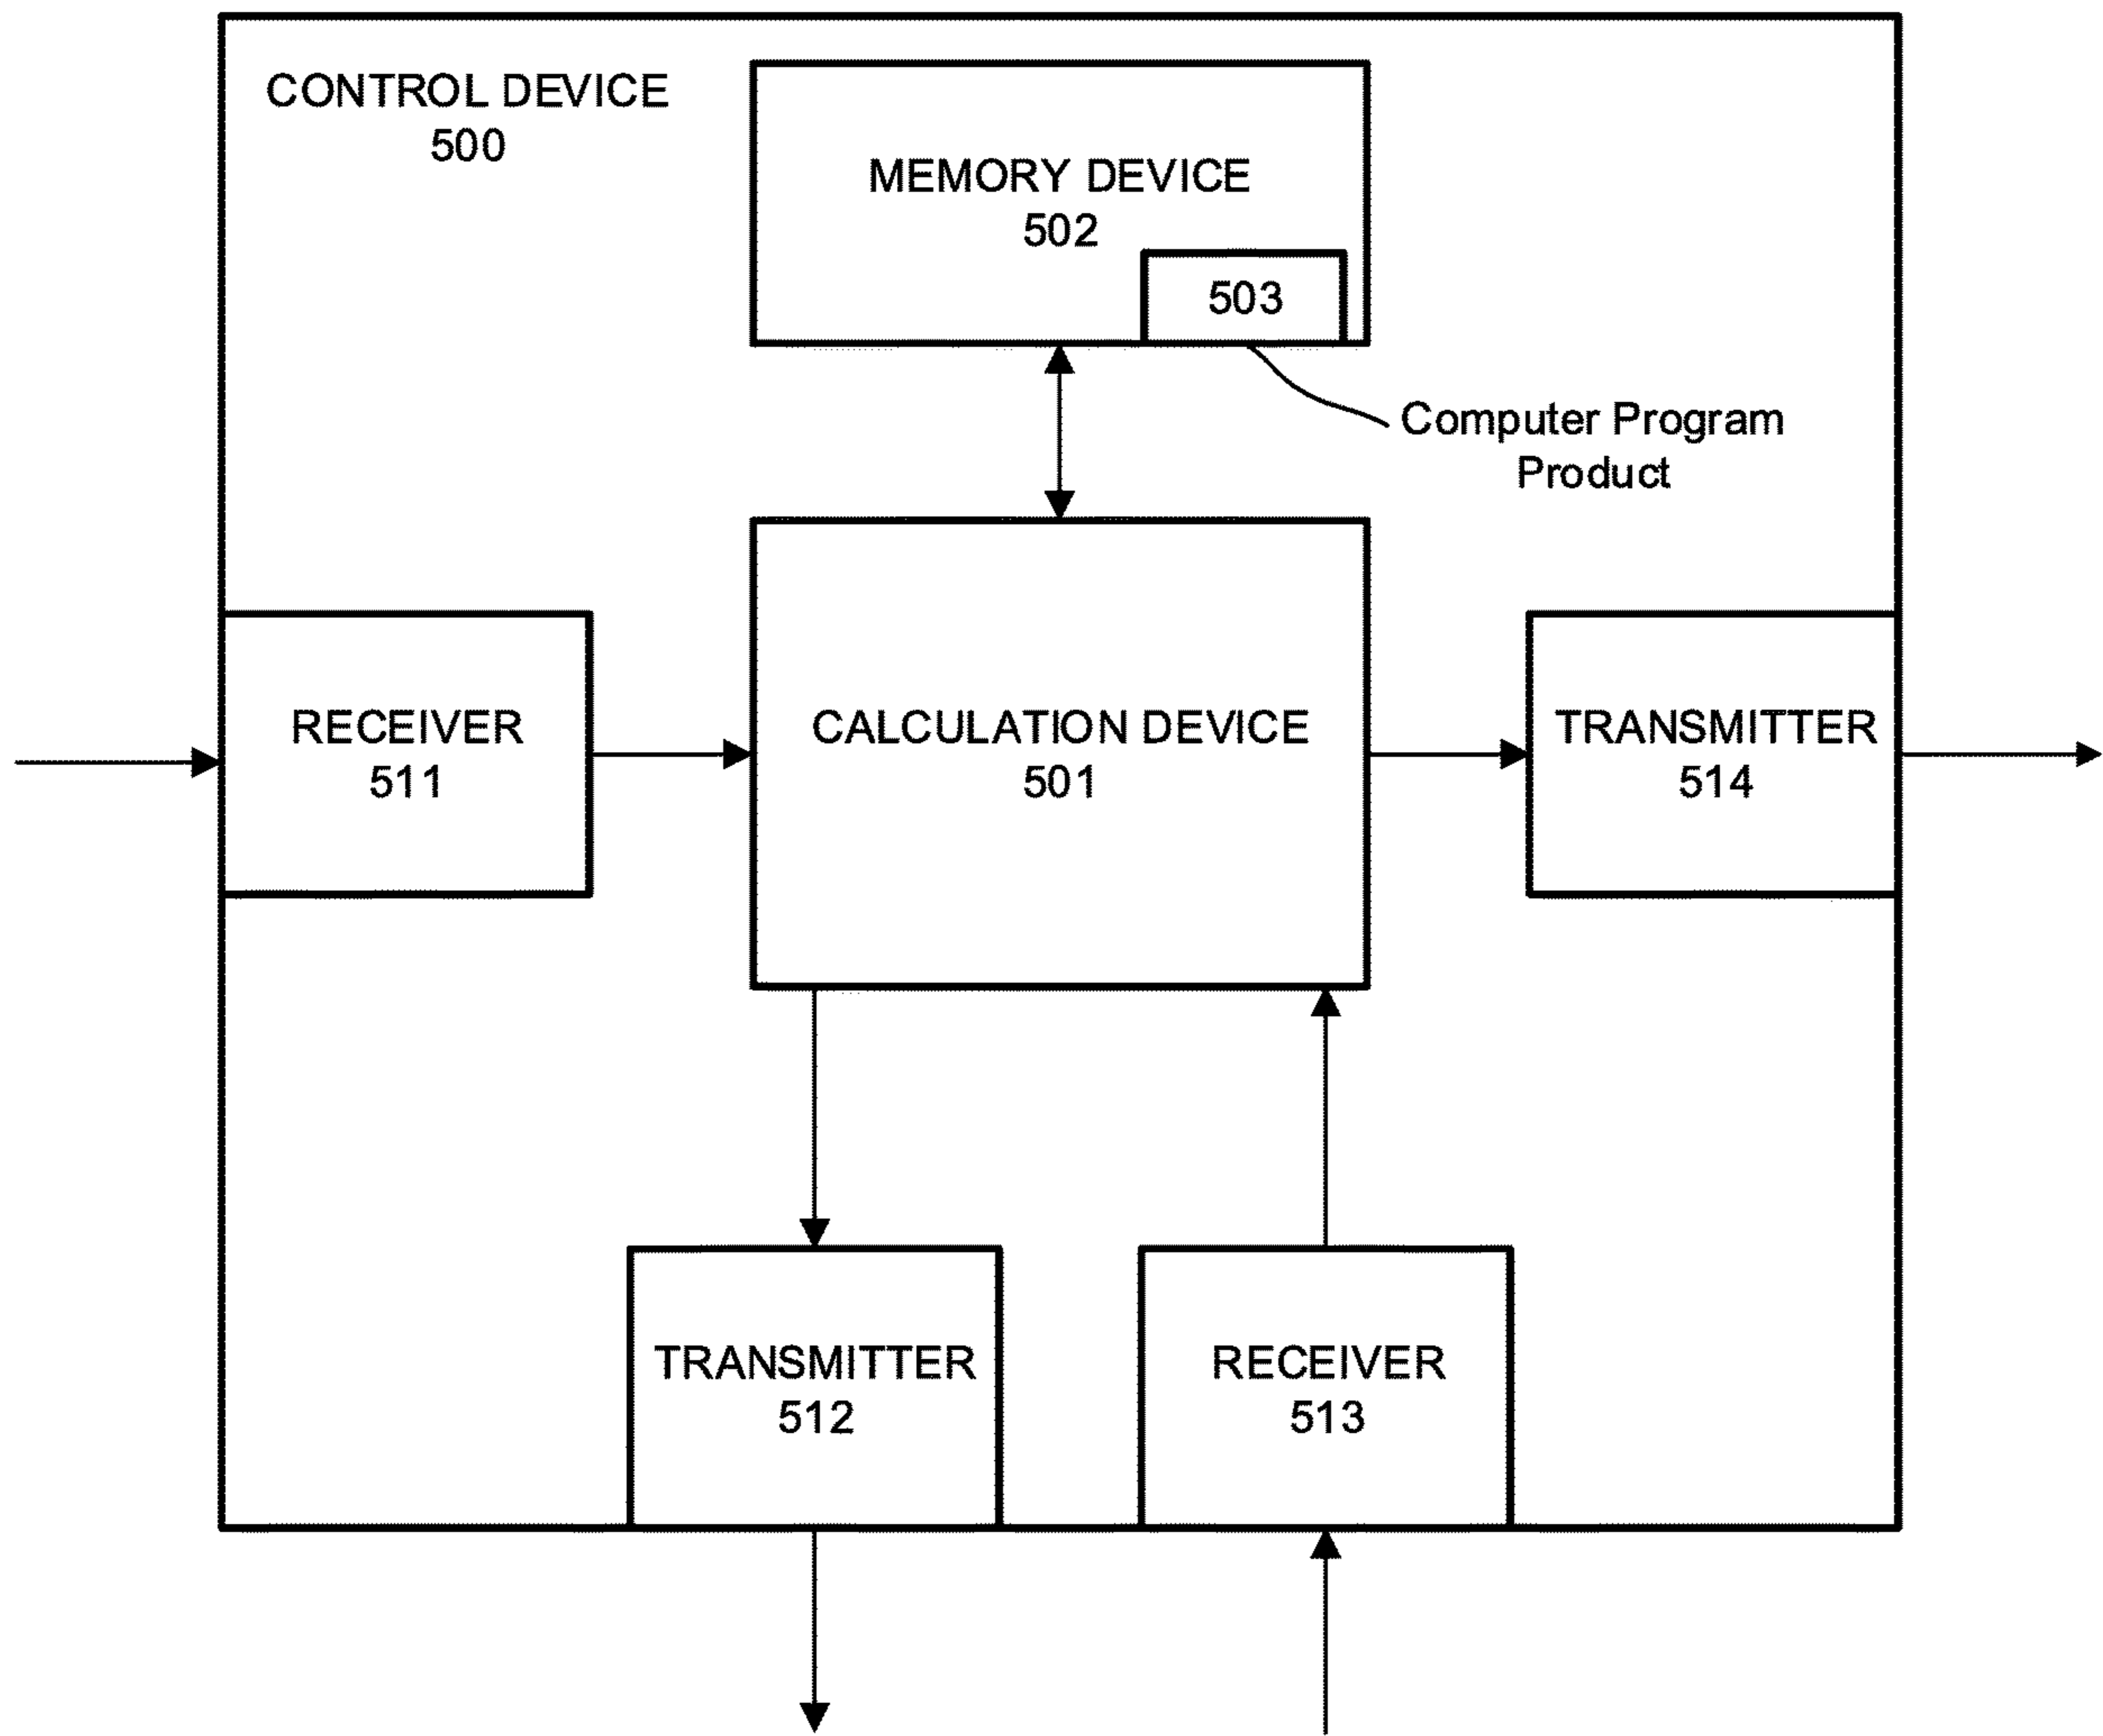 CONTROL DEVICE
500
MEMORY DEVICE
502
503
Computer Program
Product
RECEIVER
511
CALCULATION DEVICE
501
TRANSMITTER
514
TRANSMITTER
512
RECEIVER
513